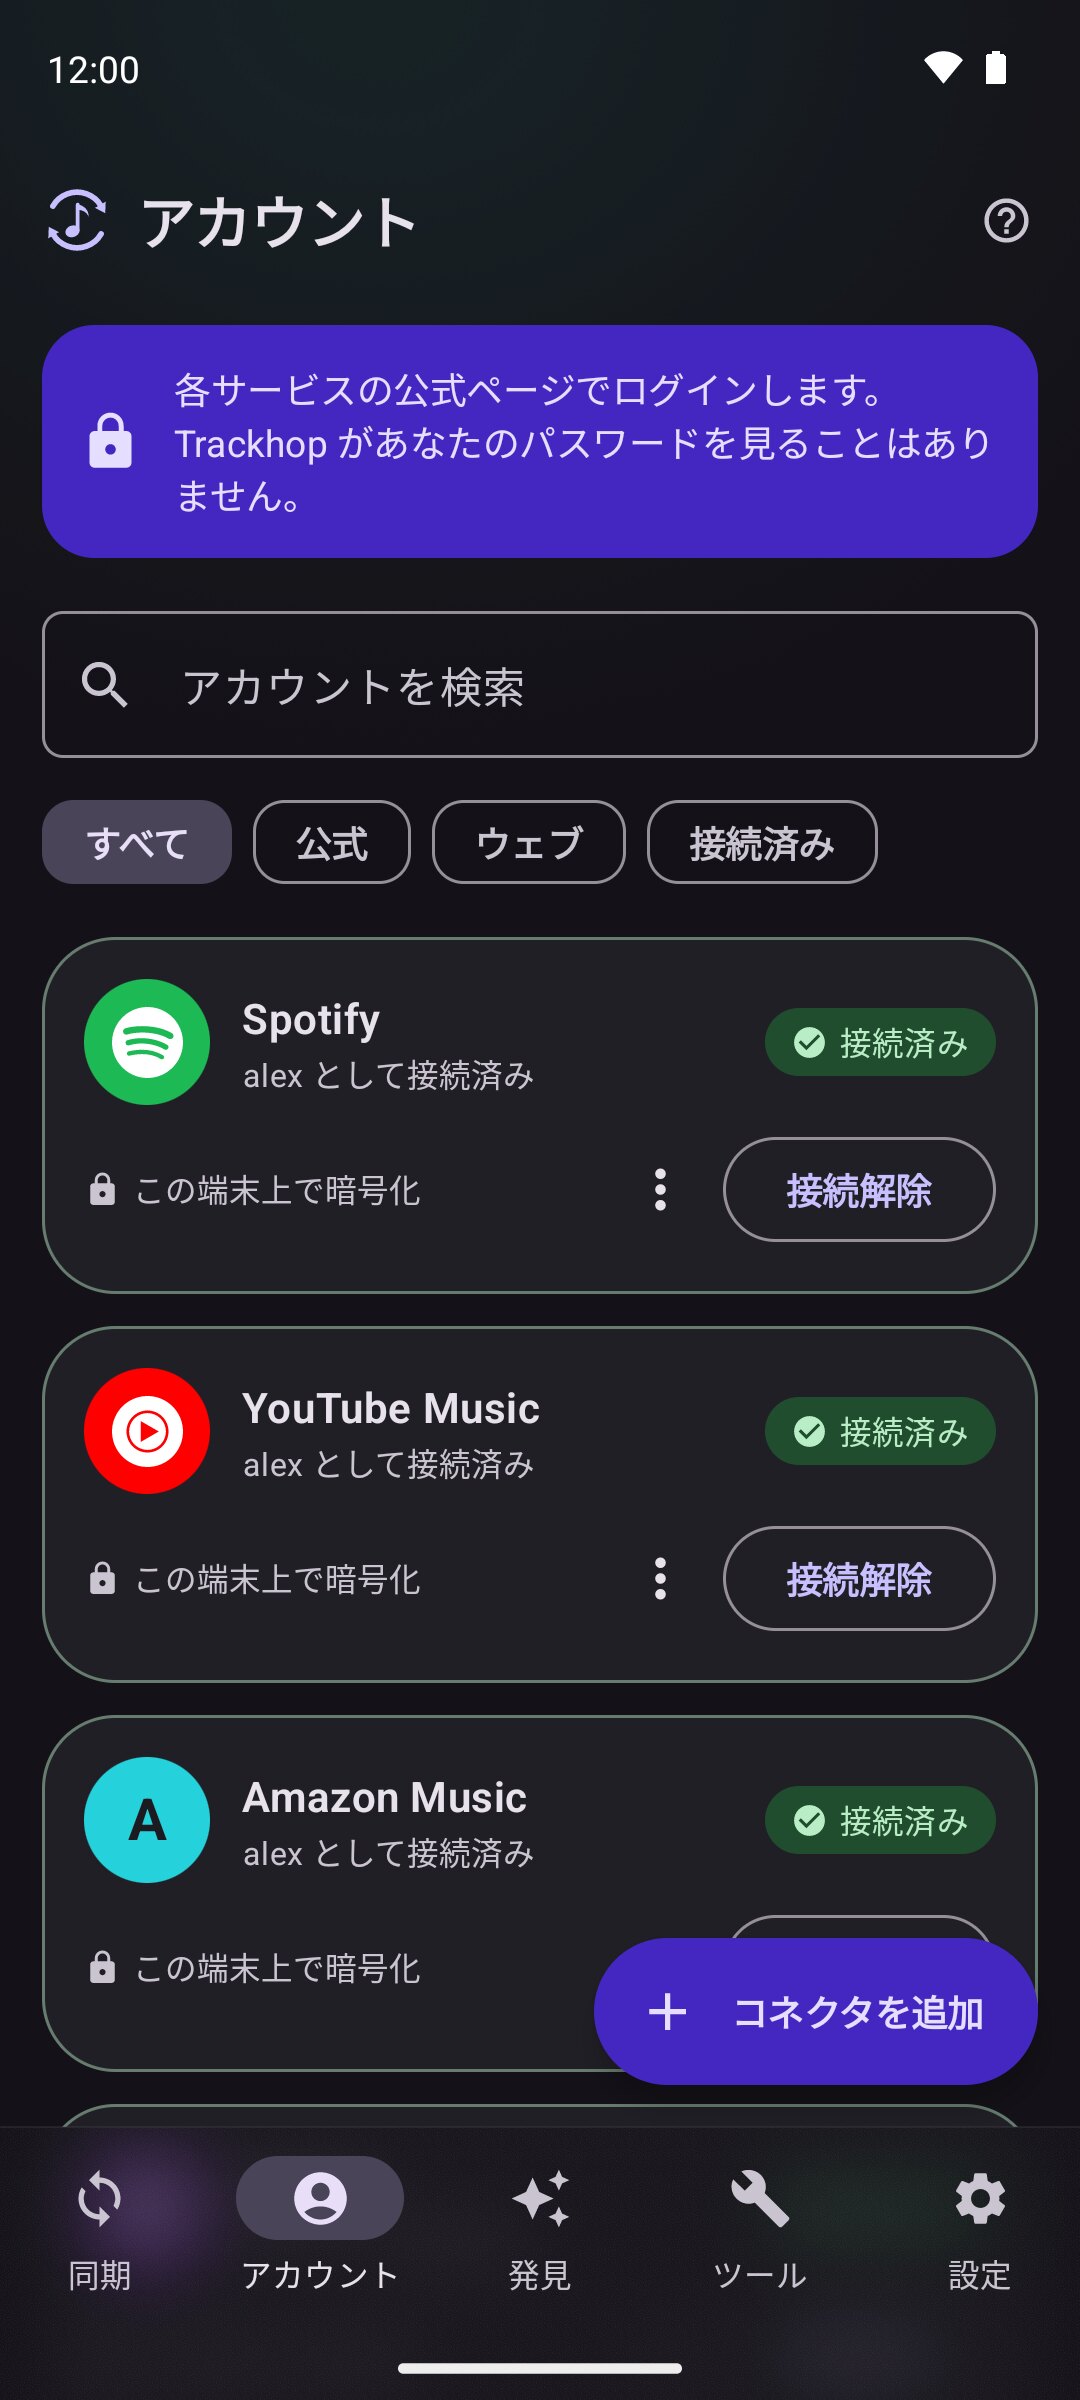 12:00
アカウント
各サービスの公式ページでログインします。
Trackhop があなたのパスワードを見ることはあり
ません。
アカウントを検索
すべて
公式
ウェブ
接続済み
Spotify
alex として接続済み
接続済み
この端末上で暗号化
接続解除
YouTube Music
alex として接続済み
接続済み
この端末上で暗号化
接続解除
A
Amazon Music
alex として接続済み
接続済み
この端末上で暗号化
コネクタを追加
同期
アカウント
発見
ツール
設定